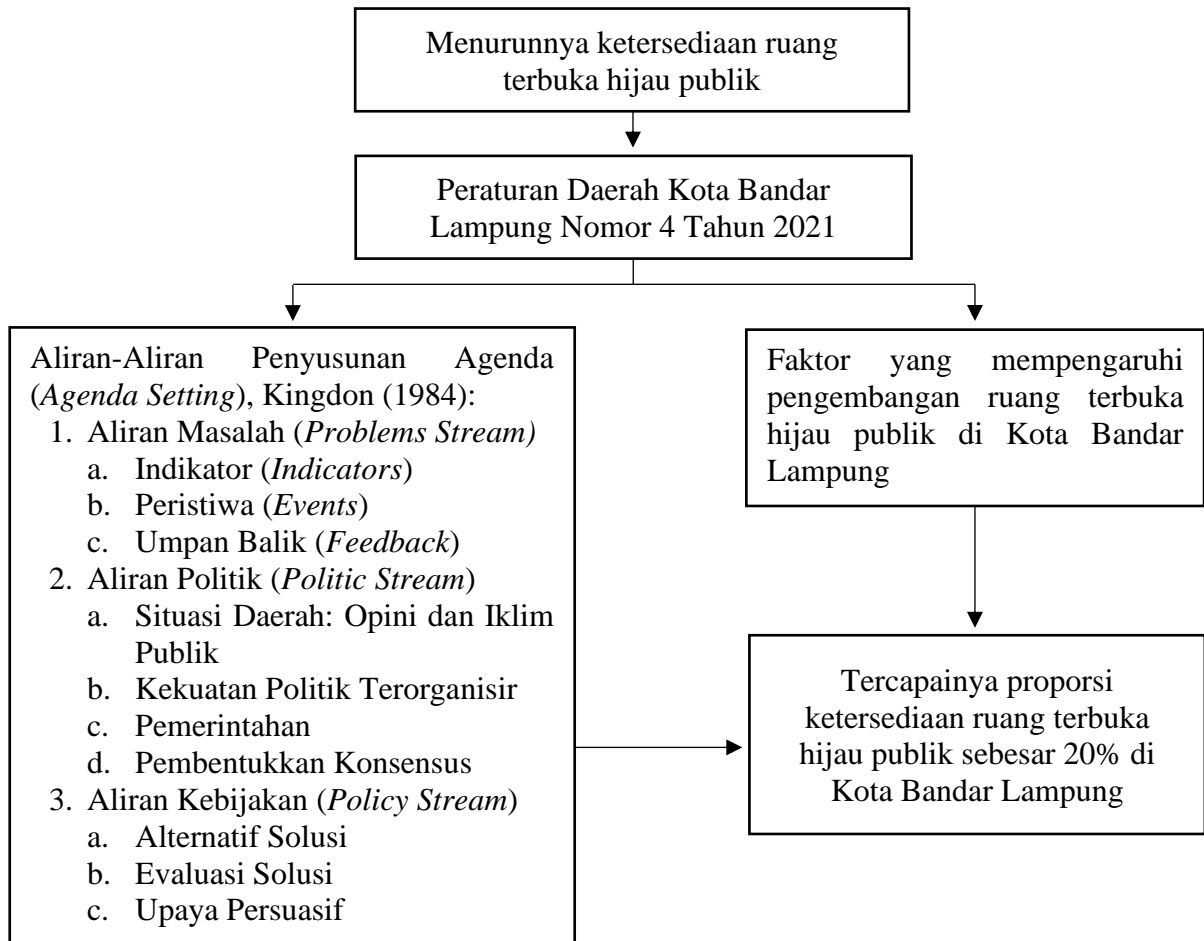 Menurunnya ketersediaan ruang
terbuka hijau publik
Peraturan Daerah Kota Bandar
Lampung Nomor 4 Tahun 2021
Aliran-Aliran Penyusunan Agenda
(Agenda Setting), Kingdon (1984):
1. Aliran Masalah (Problems Stream)
a. Indikator (Indicators)
b. Peristiwa (Events)
c. Umpan Balik (Feedback)
2. Aliran Politik (Politic Stream)
a. Situasi Daerah: Opini dan Iklim
Publik
b. Kekuatan Politik Terorganisir
c. Pemerintahan
d. Pembentukkan Konsensus
3. Aliran Kebijakan (Policy Stream)
a. Alternatif Solusi
b. Evaluasi Solusi
c. Upaya Persuasif
Faktor yang mempengaruhi
pengembangan ruang terbuka
hijau publik di Kota Bandar
Lampung
Tercapainya proporsi
ketersediaan ruang terbuka
hijau publik sebesar 20% di
Kota Bandar Lampung